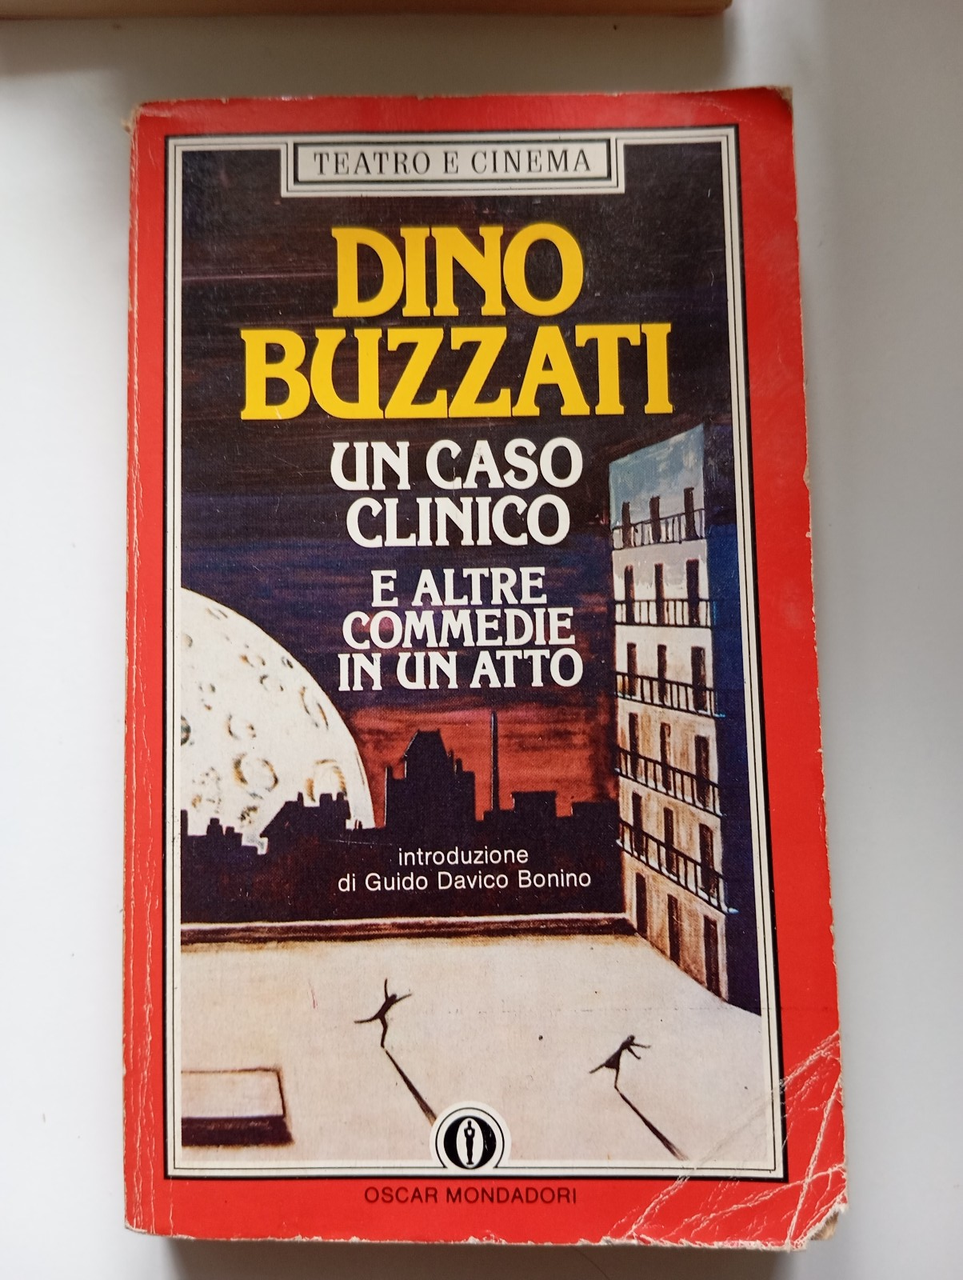 TEATRO E CINEMA
DINO
BUZZATI
UN CASO
CLINICO
E ALTRE
COMMEDIE
IN UN ATTO
introduzione
di Guido Davico Bonino
OSCAR MONDADORI